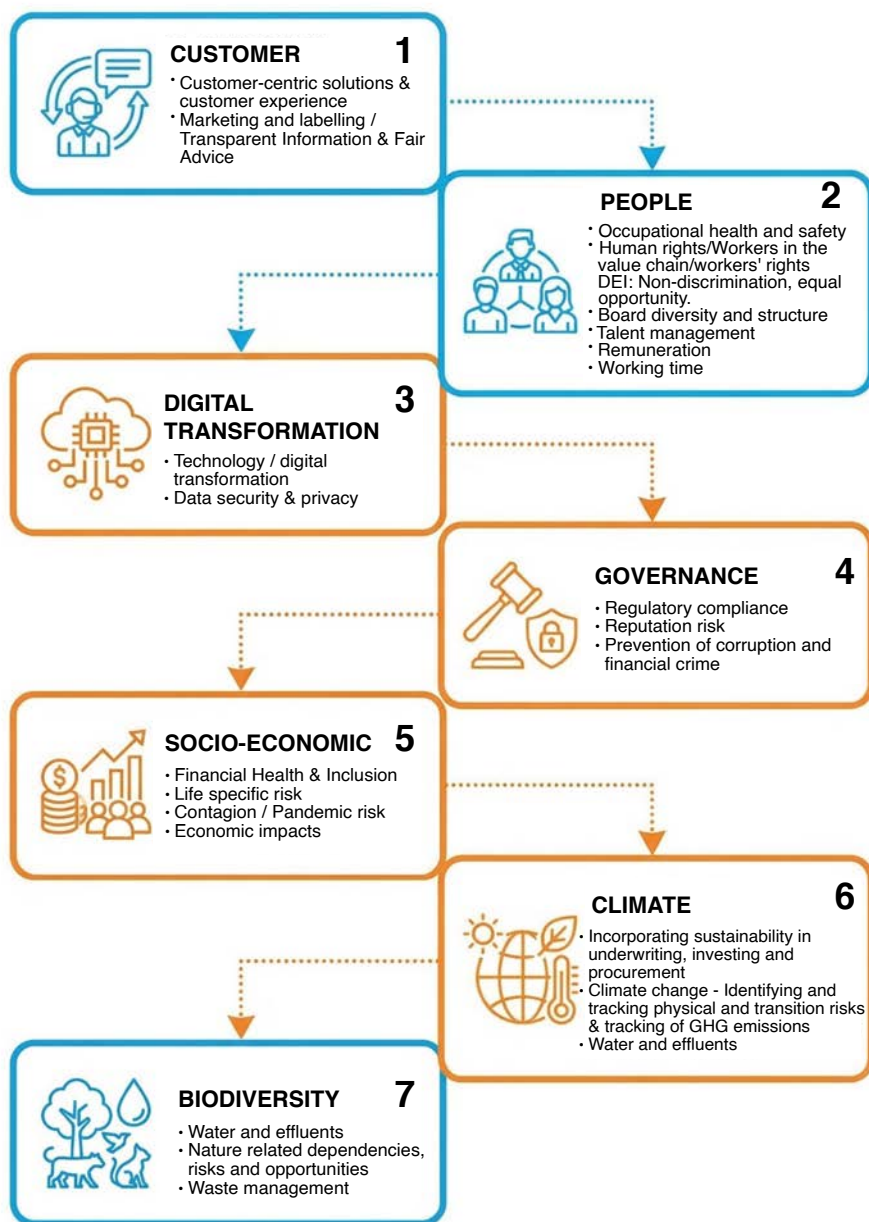 CUSTOMER
1
• Customer-centric solutions &
customer experience
• Marketing and labelling /
Transparent Information & Fair
Advice
PEOPLE
2
• Occupational health and safety
• Human rights/Workers in the
value chain/workers' rights
DEI: Non-discrimination, equal
opportunity.
• Board diversity and structure
• Talent management
• Remuneration
• Working time
DIGITAL
TRANSFORMATION
3
• Technology / digital
transformation
• Data security & privacy
GOVERNANCE
4
• Regulatory compliance
• Reputation risk
• Prevention of corruption and
financial crime
SOCIO-ECONOMIC
5
$
• Financial Health & Inclusion
• Life specific risk
• Contagion / Pandemic risk
• Economic impacts
CLIMATE
6
• Incorporating sustainability in
underwriting, investing and
procurement
• Climate change - Identifying and
tracking physical and transition risks
& tracking of GHG emissions
• Water and effluents
BIODIVERSITY
7
• Water and effluents
• Nature related dependencies,
risks and opportunities
• Waste management